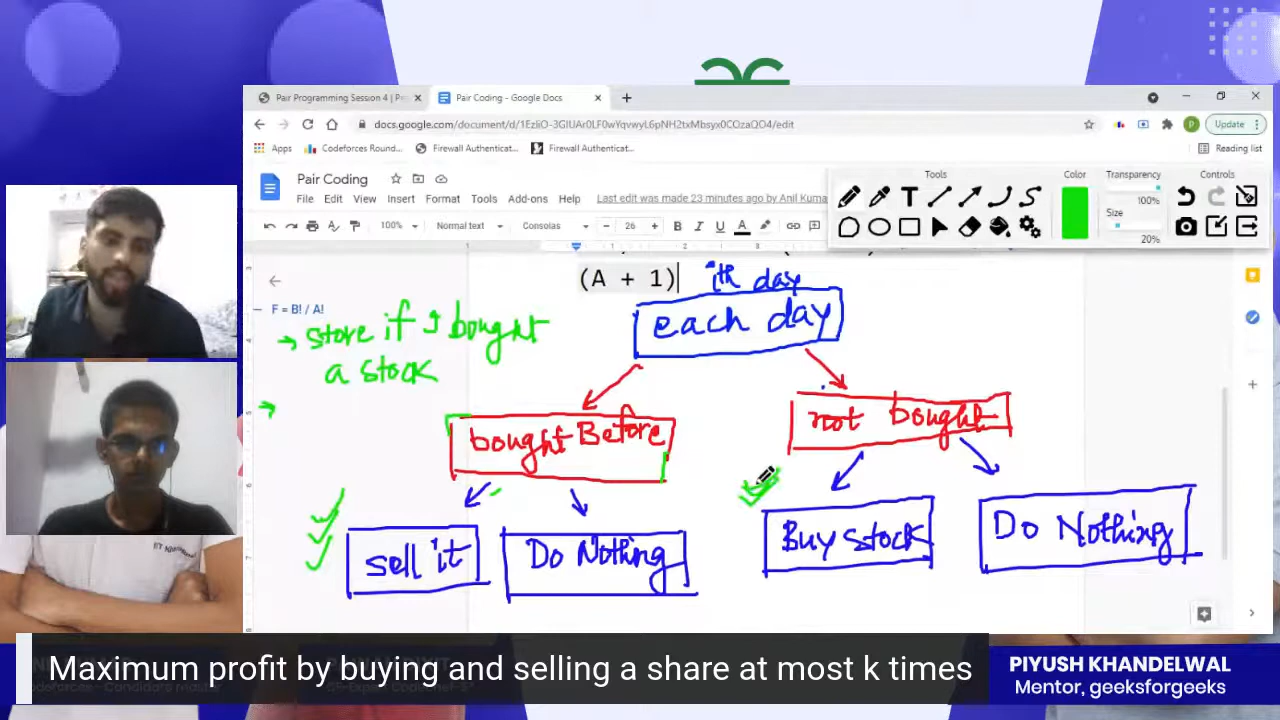 Pair Programming Session 4 | P
Pair Coding - Google Docs
docs.google.com/document/d/1EzliO-3GIUAr0LF0wYqvwyL6pNH2txMbsyx0COzaQO4/edit
Update
Apps
Codeforces Round...
Firewall Authenticat...
Firewall Authenticat...
Reading list
Pair Coding
File Edit View Insert Format Tools Add-ons Help
Last edit was made 23 minutes ago by Anil Kuma
Tools
Color
Transparency
Controls
100%
Size
20%
100%
Normal text
Consolas
26
B I U A
(A + 1)
ith day
F = B! / A!
each day
→ store if I bought
a stock
→
bought Before
not bought
sell it
Do Nothing
Buy stock
Do Nothing
Maximum profit by buying and selling a share at most k times
PIYUSH KHANDELWAL
Mentor, geeksforgeeks